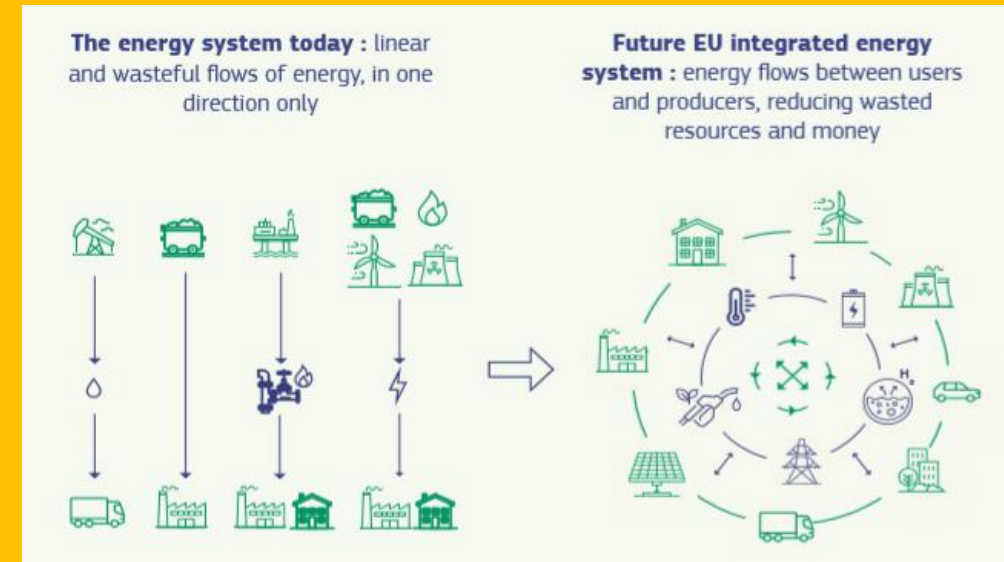 The energy system today : linear
and wasteful flows of energy, in one
direction only
Future EU integrated energy
system : energy flows between users
and producers, reducing wasted
resources and money
H₂